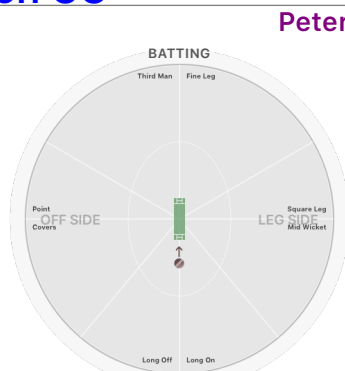 Peter
BATTING
Third Man Fine Leg
Point
OFF SIDE
Covers
Square Leg
LEG SIDE
Mid Wicket
Long Off Long On